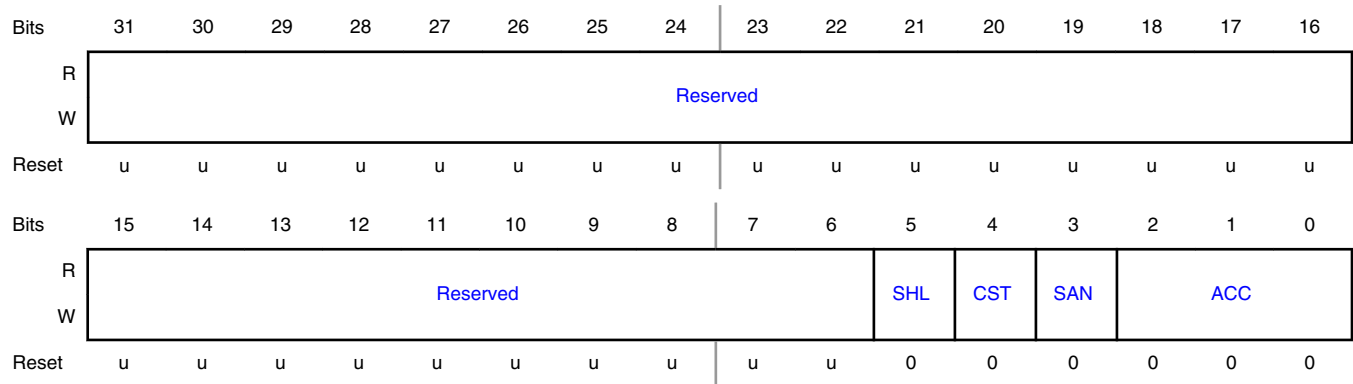 Bits 31 30 29 28 27 26 25 24 23 22 21 20 19 18 17 16
R
Reserved
W
Reset u u u u u u u u u u u u u u u u
Bits 15 14 13 12 11 10 9 8 7 6 5 4 3 2 1 0
R
Reserved SHL CST SAN ACC
W
Reset u u u u u u u u u u 0 0 0 0 0 0